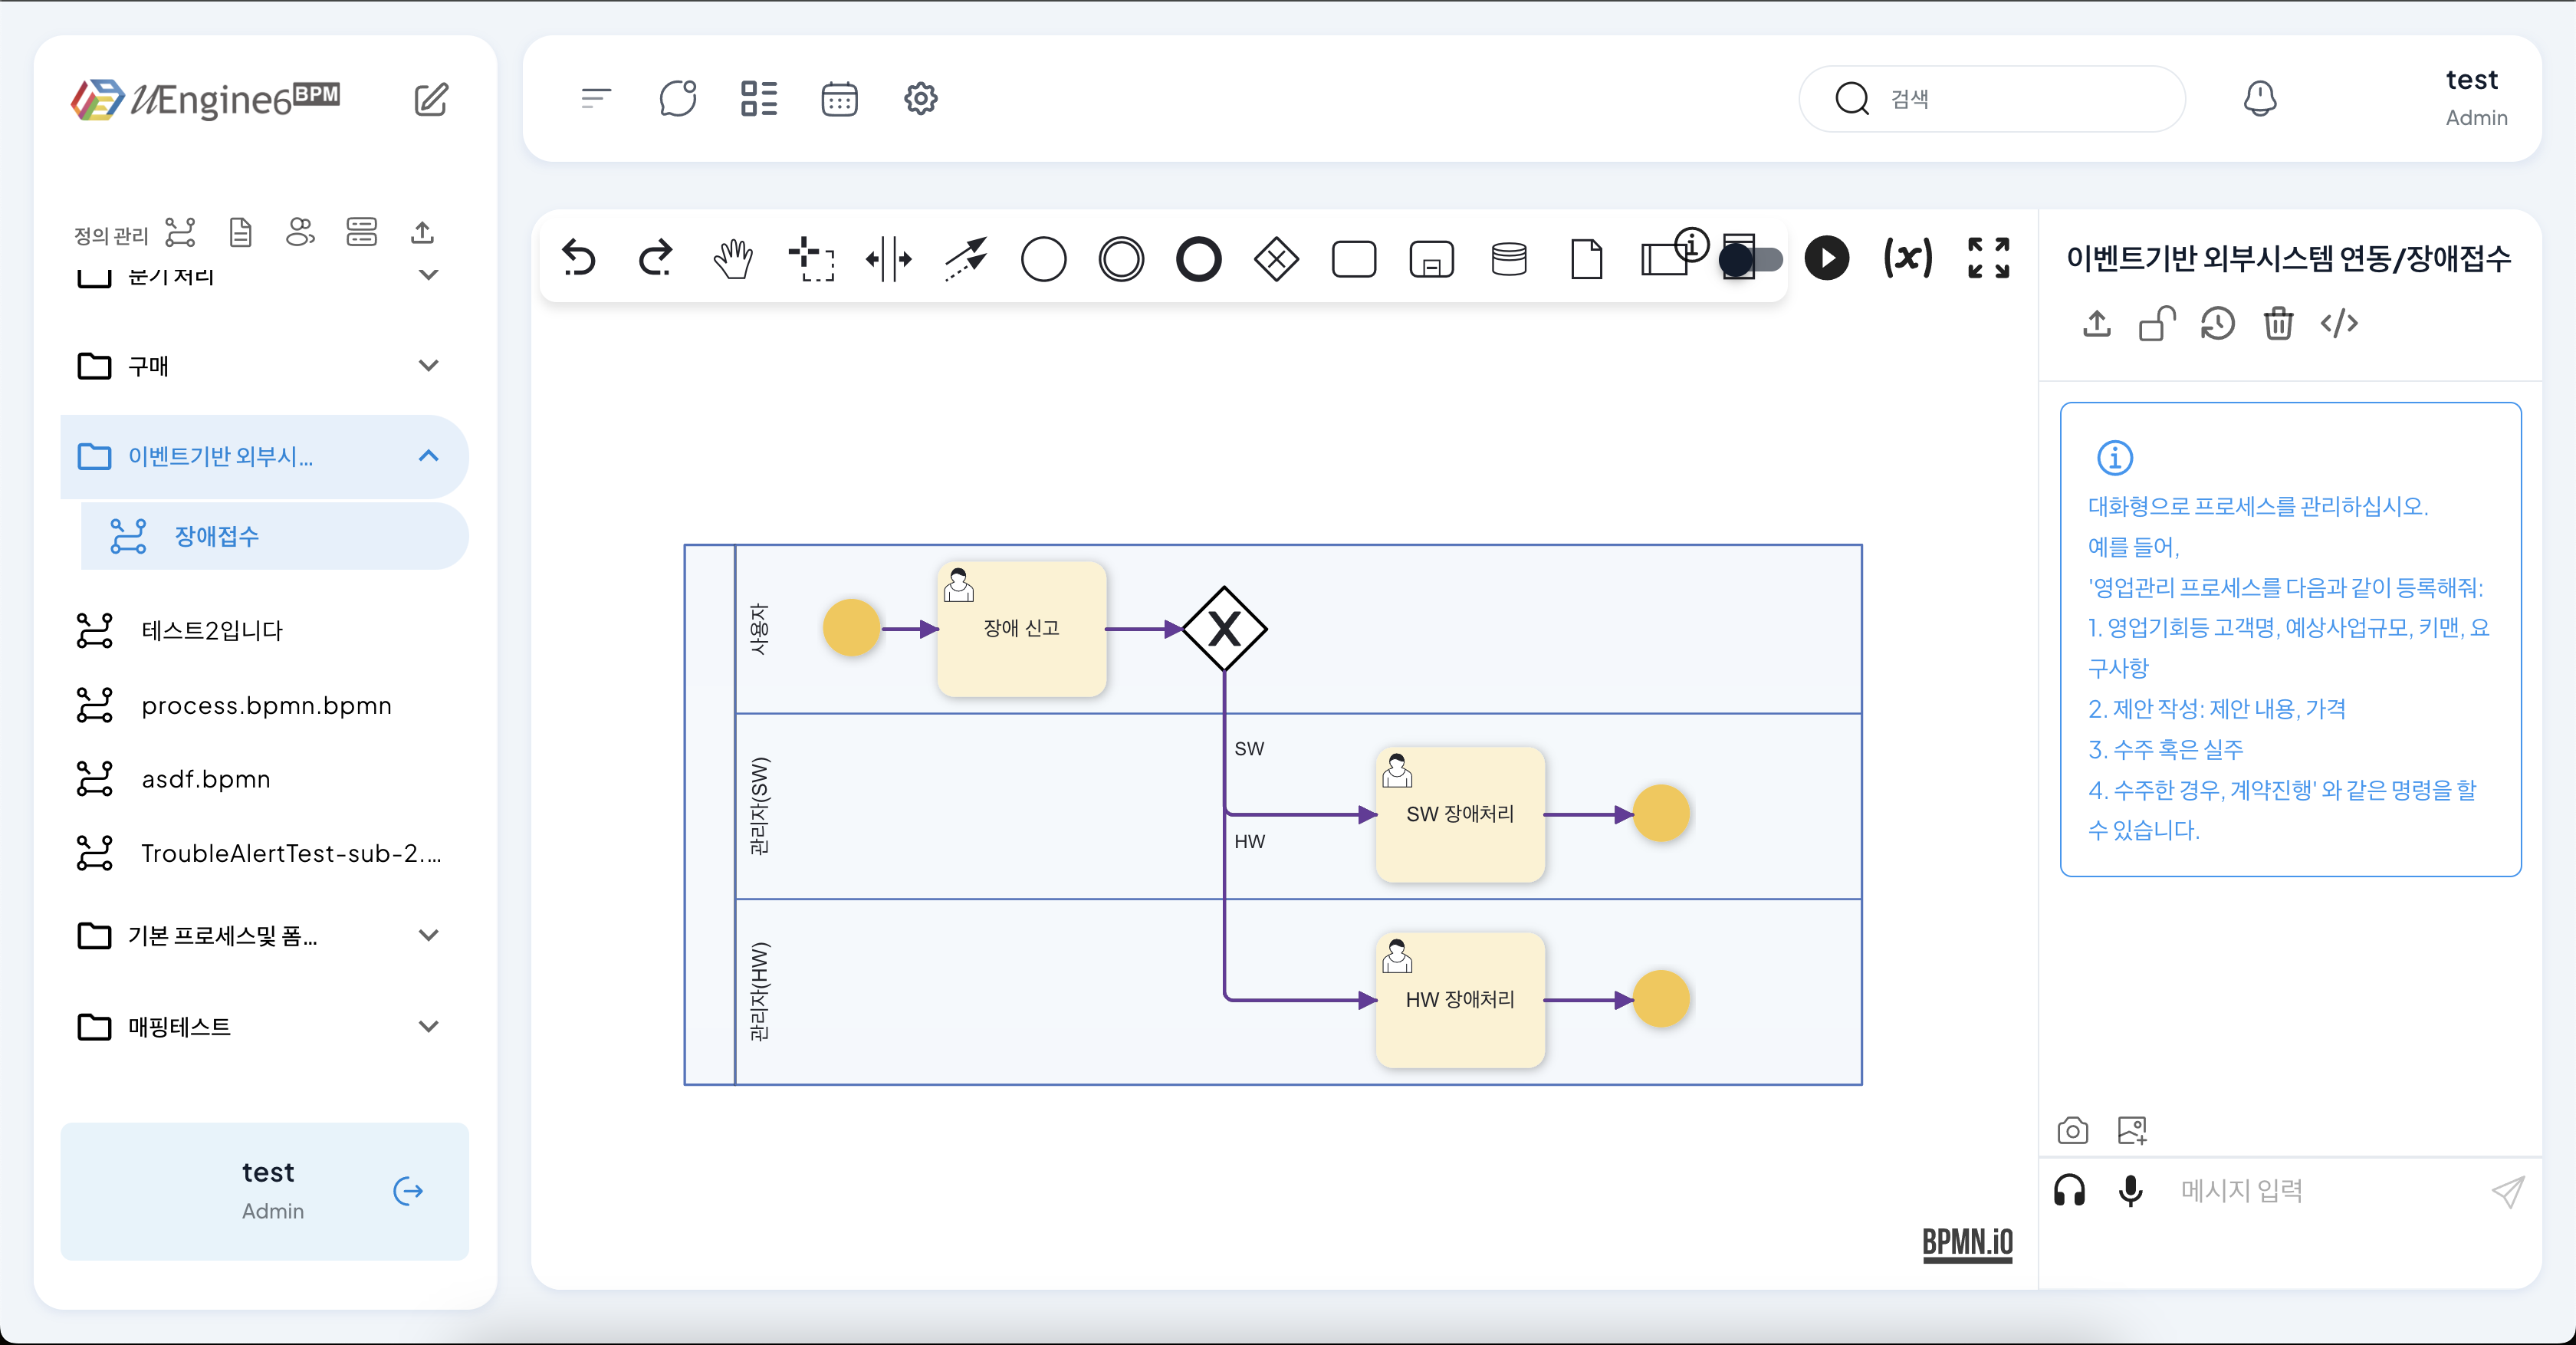 uEngine6 BPM
정의 관리
분기 처리
구매
이벤트기반 외부시...
장애접수
테스트2입니다
process.bpmn.bpmn
asdf.bpmn
TroubleAlertTest-sub-2....
기본 프로세스및 폼...
매핑테스트
test
Admin
검색
test
Admin
(x)
사용자
장애 신고
X
관리자(SW)
SW
SW 장애처리
HW
관리자(HW)
HW 장애처리
BPMN.iO
이벤트기반 외부시스템 연동/장애접수
대화형으로 프로세스를 관리하십시오.
예를 들어,
'영업관리 프로세스를 다음과 같이 등록해줘:
1. 영업기회등 고객명, 예상사업규모, 키맨, 요
구사항
2. 제안 작성: 제안 내용, 가격
3. 수주 혹은 실주
4. 수주한 경우, 계약진행' 와 같은 명령을 할
수 있습니다.
메시지 입력